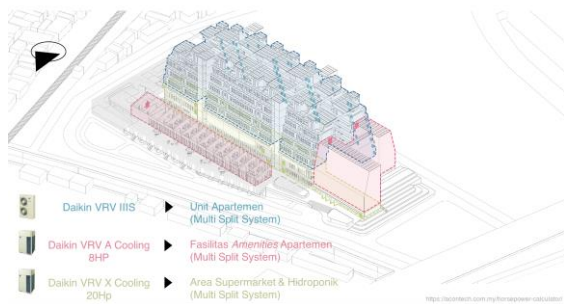 Daikin VRV IIIS
Unit Apartemen
(Multi Split System)
Daikin VRV A Cooling
8HP
Fasilitas Amenities Apartemen
(Multi Split System)
Daikin VRV X Cooling
20Hp
Area Supermarket & Hidroponik
(Multi Split System)
https://acontech.com.my/horsepower-calculator/